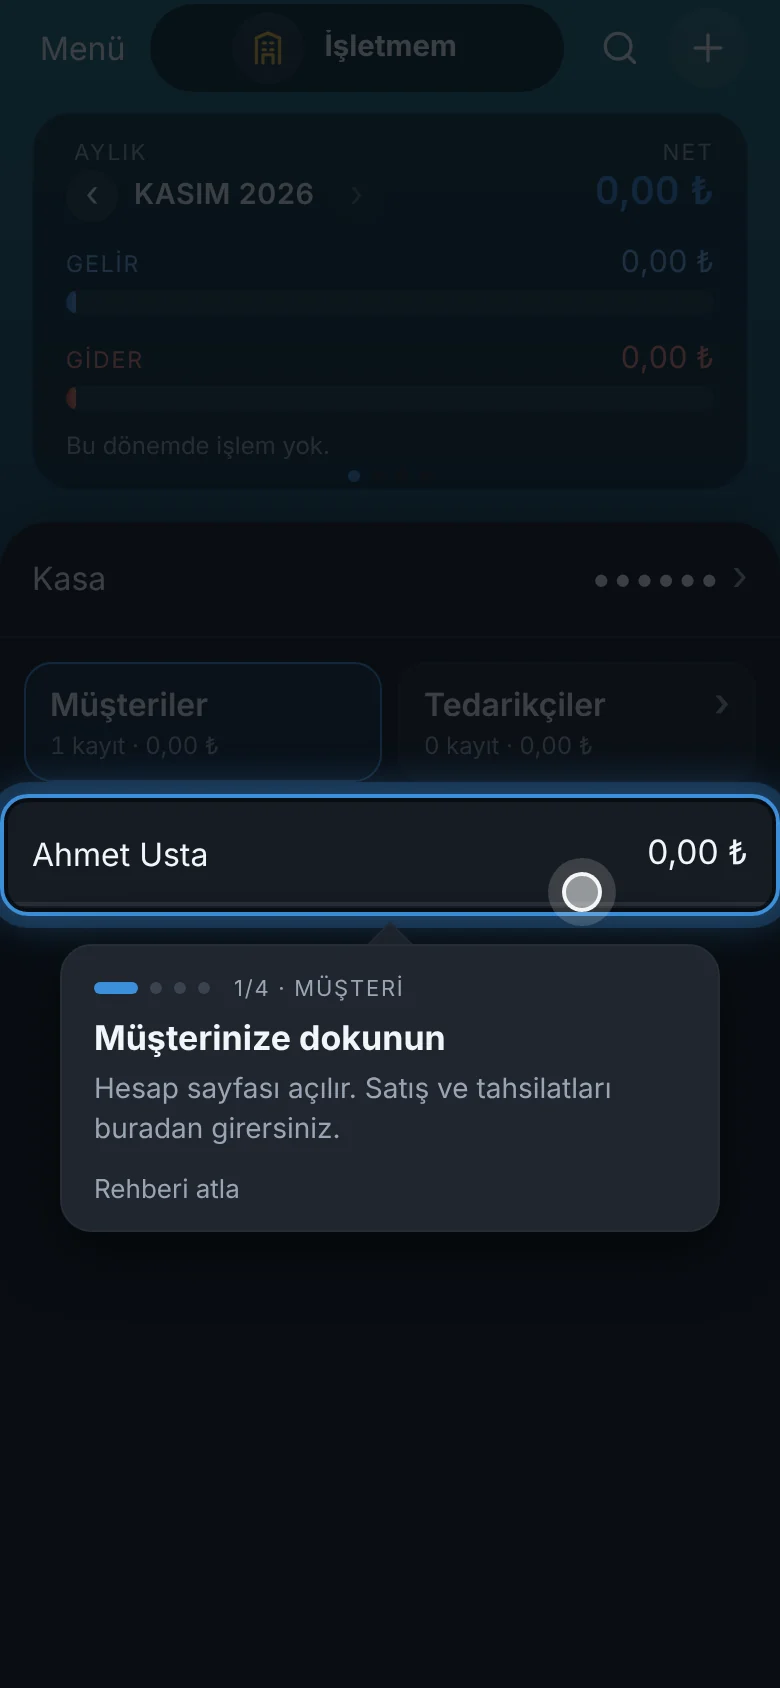 Menü
İşletmem
AYLIK
NET
KASIM 2026
0,00 ₺
GELİR
0,00 ₺
GİDER
0,00 ₺
Bu dönemde işlem yok.
Kasa
Müşteriler
1 kayıt · 0,00 ₺
Tedarikçiler
0 kayıt · 0,00 ₺
Ahmet Usta
0,00 ₺
1/4 · MÜŞTERİ
Müşterinize dokunun
Hesap sayfası açılır. Satış ve tahsilatları
buradan girersiniz.
Rehberi atla